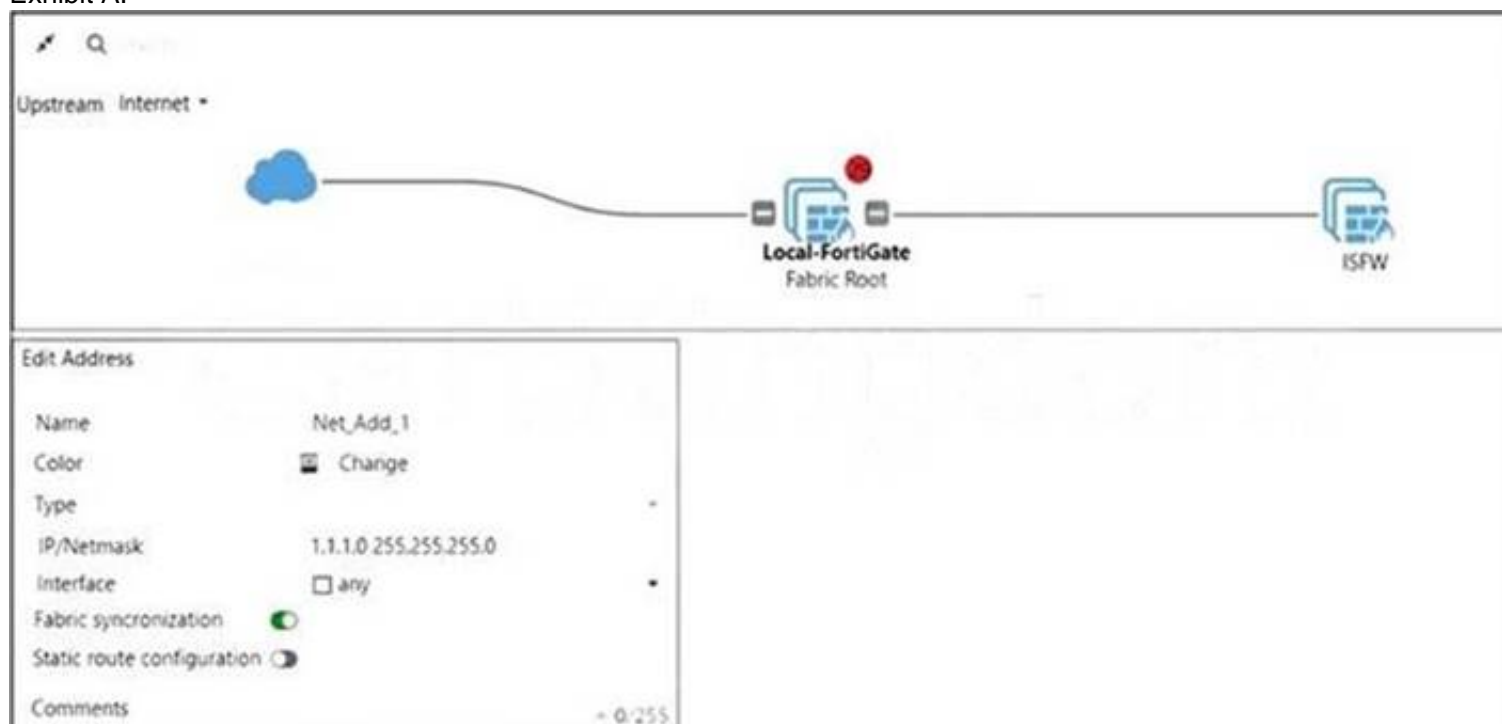 Exhibit A.
Upstream Internet
Local-FortiGate
Fabric Root
ISFW
Edit Address
Name Net_Add_1
Color Change
Type
IP/Netmask 1.1.1.0 255.255.255.0
Interface any
Fabric syncronization
Static route configuration
Comments 0/255